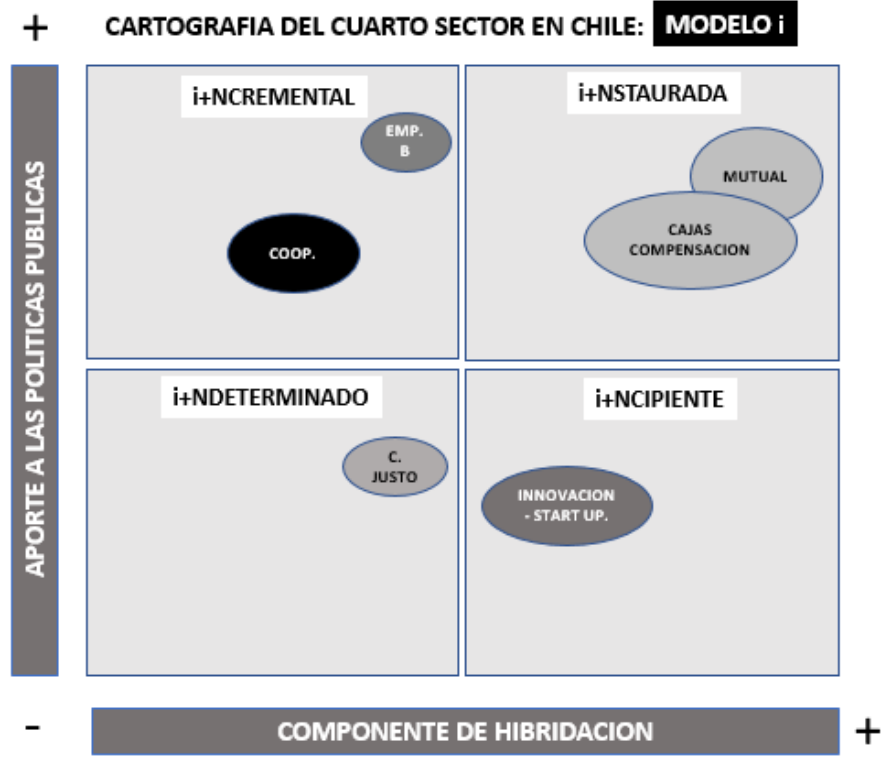 +
CARTOGRAFIA DEL CUARTO SECTOR EN CHILE: MODELO i
APORTE A LAS POLITICAS PUBLICAS
i+NCREMENTAL
EMP.
B
COOP.
i+NSTAURADA
MUTUAL
CAJAS
COMPENSACION
i+NDETERMINADO
C.
JUSTO
i+NCIPIENTE
INNOVACION
- START UP.
-
COMPONENTE DE HIBRIDACION
+